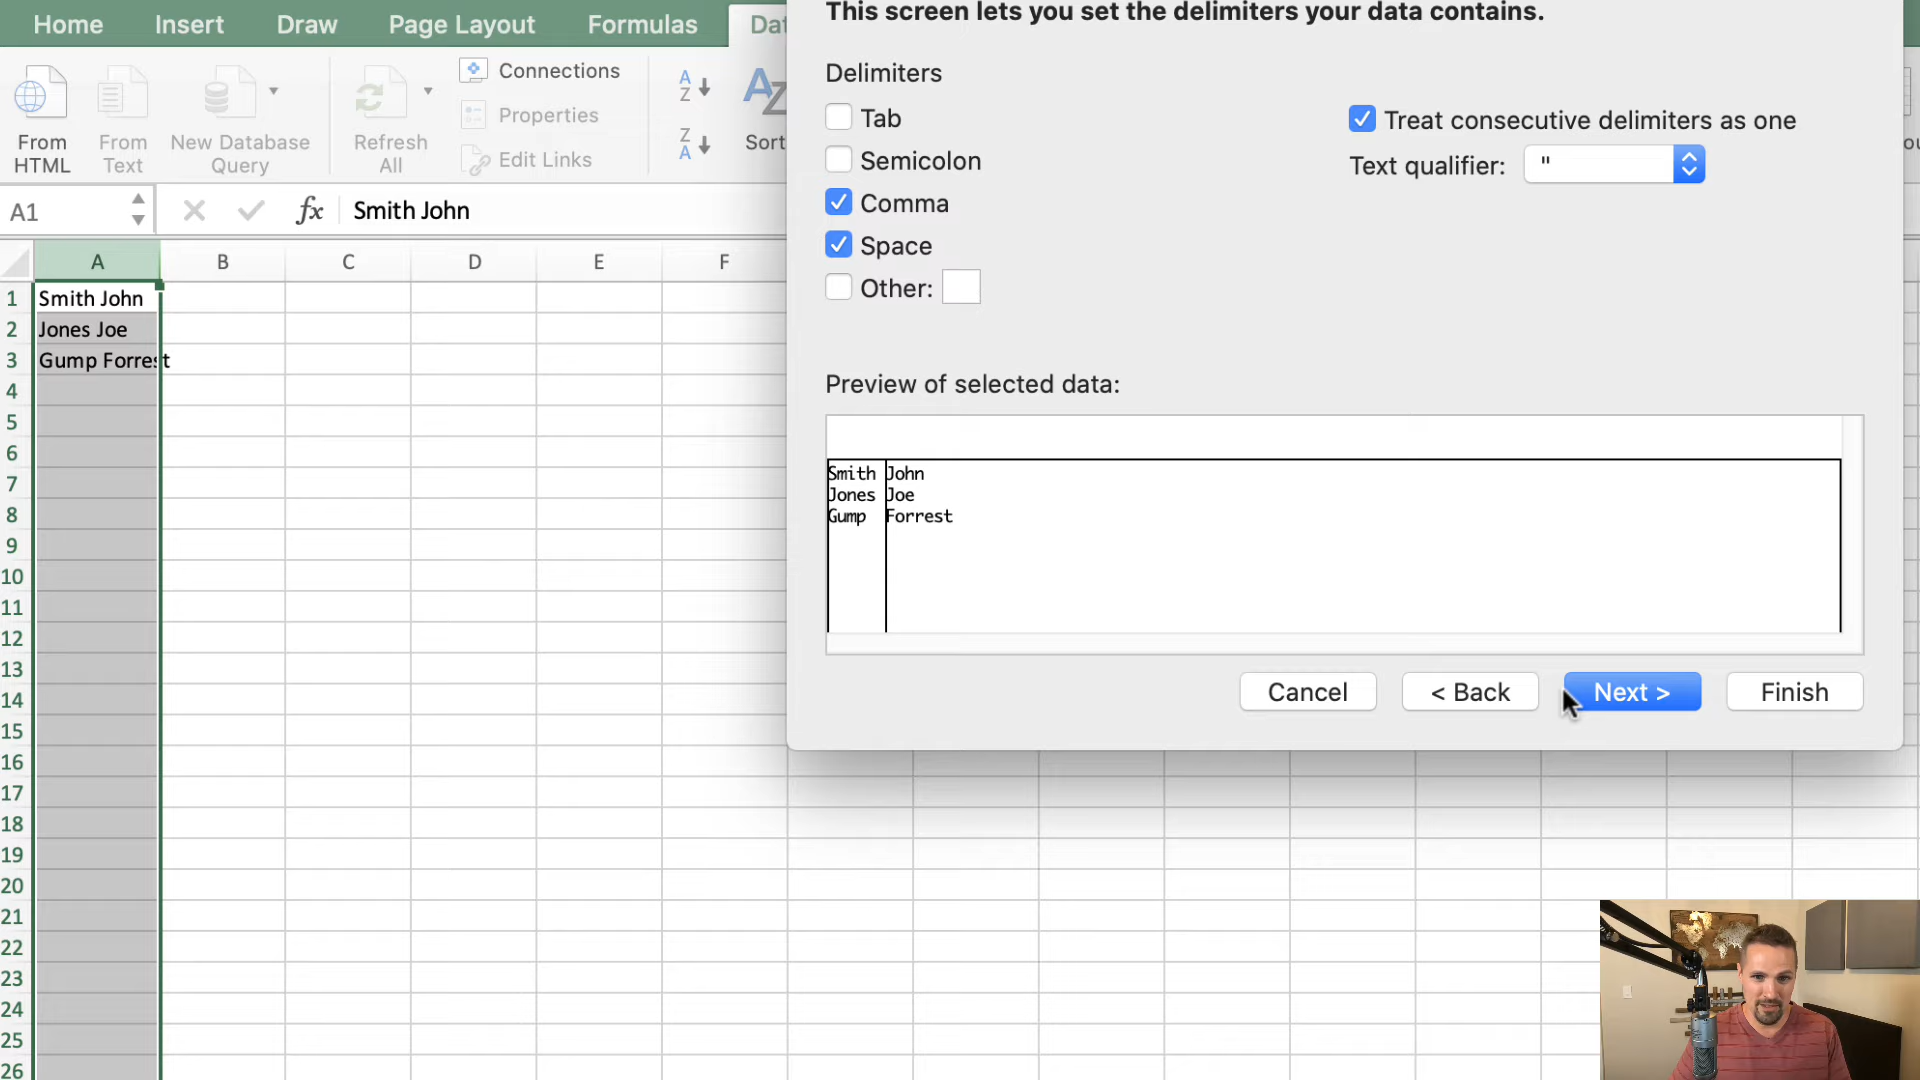 Home Insert Draw Page Layout Formulas
This screen lets you set the delimiters your data contains.
From HTML
From Text
New Database Query
Refresh All
Connections
Properties
Edit Links
A
Z
Z
A
Sort
Delimiters
Tab
Semicolon
Comma
Space
Other:
Treat consecutive delimiters as one
Text qualifier: "
A1 fx Smith John
A B C D E F
1 Smith John
2 Jones Joe
3 Gump Forrest
4
5
6
7
8
9
10
11
12
13
14
15
16
17
18
19
20
21
22
23
24
25
26
Preview of selected data:
Smith John
Jones Joe
Gump Forrest
Cancel < Back Next > Finish